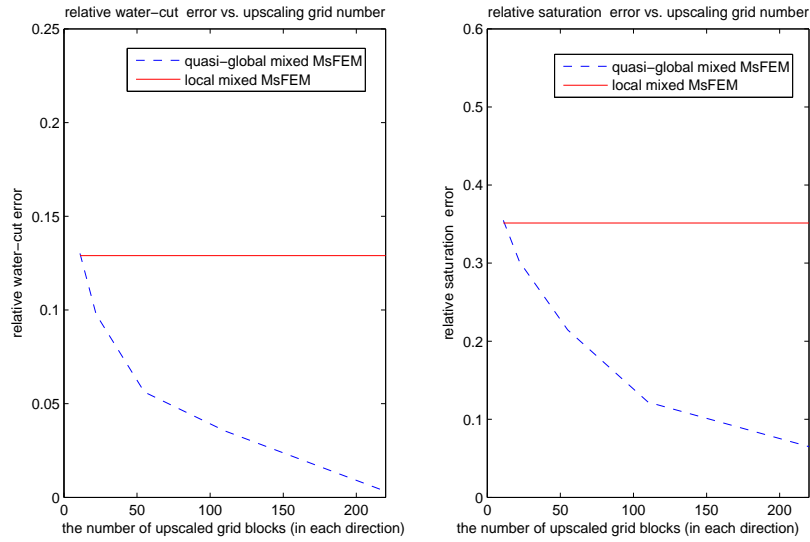 relative water−cut error vs. upscaling grid number
0.25
0.2
0.15
0.1
0.05
0
relative water−cut error
quasi−global mixed MsFEM
local mixed MsFEM
0 50 100 150 200
the number of upscaled grid blocks (in each direction)
relative saturation error vs. upscaling grid number
0.6
0.5
0.4
0.3
0.2
0.1
0
relative saturation error
quasi−global mixed MsFEM
local mixed MsFEM
0 50 100 150 200
the number of upscaled grid blocks (in each direction)